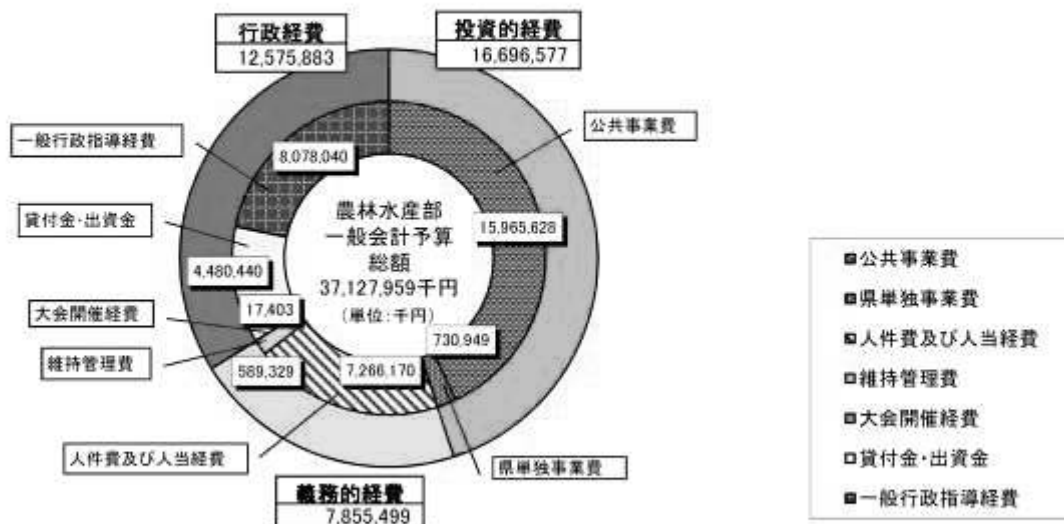 行政経費
12,575,883
投資的経費
16,696,577
公共事業費
一般行政指導経費
8,078,040
貸付金・出資金
農林水産部
一般会計予算
総額
37,127,959千円
(単位:千円)
15,965,628
4,480,440
17,403
大会開催経費
730,949
維持管理費
589,329
7,266,170
人件費及び人当経費
県単独事業費
義務的経費
7,855,499
公共事業費
県単独事業費
人件費及び人当経費
維持管理費
大会開催経費
貸付金・出資金
一般行政指導経費